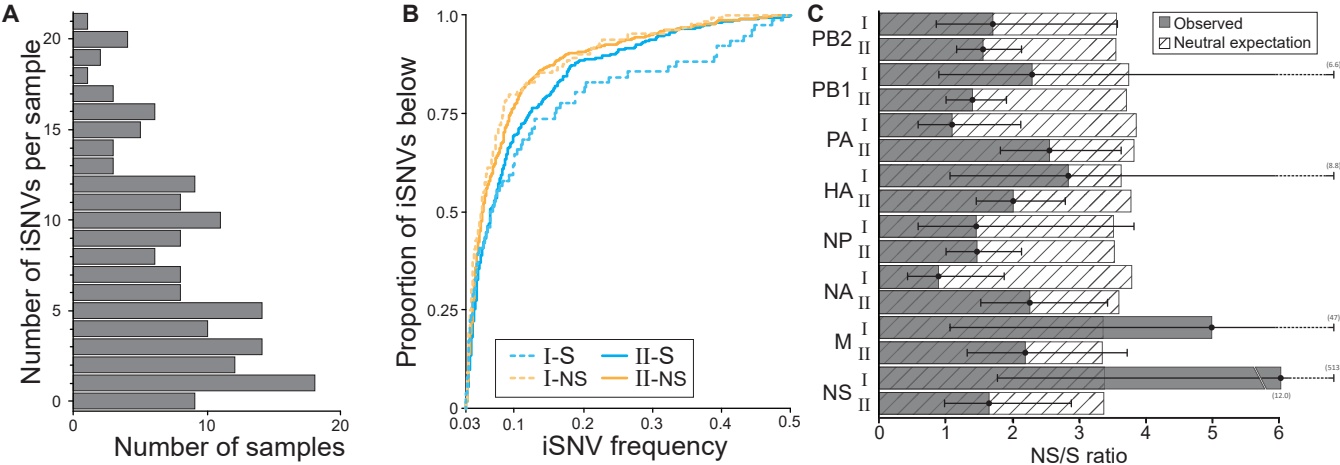 A
Number of iSNVs per sample
20
15
10
5
0
0
10
20
Number of samples
B
Proportion of iSNVs below
1.0
0.75
0.5
0.25
0
0.03
0.1
0.2
0.3
0.4
0.5
iSNV frequency
I-S
II-S
I-NS
II-NS
C
Observed
Neutral expectation
PB2
I
II
PB1
I
(6.6)
II
PA
I
II
HA
I
(8.8)
II
NP
I
II
NA
I
II
M
I
(47)
II
NS
I
(513
(12.0)
II
0
1
2
3
4
5
6
NS/S ratio